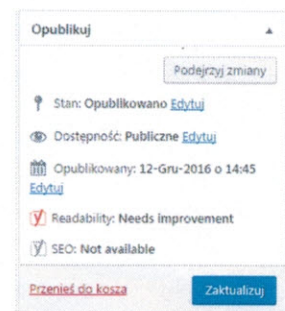 Opublikuj
Podejrzyj zmiany
Stan: Opublikowano Edytuj
Dostępność: Publiczne Edytuj
Opublikowany: 12-Gru-2016 o 14:45
Edytuj
Readability: Needs improvement
SEO: Not available
Przenieś do kosza
Zaktualizuj